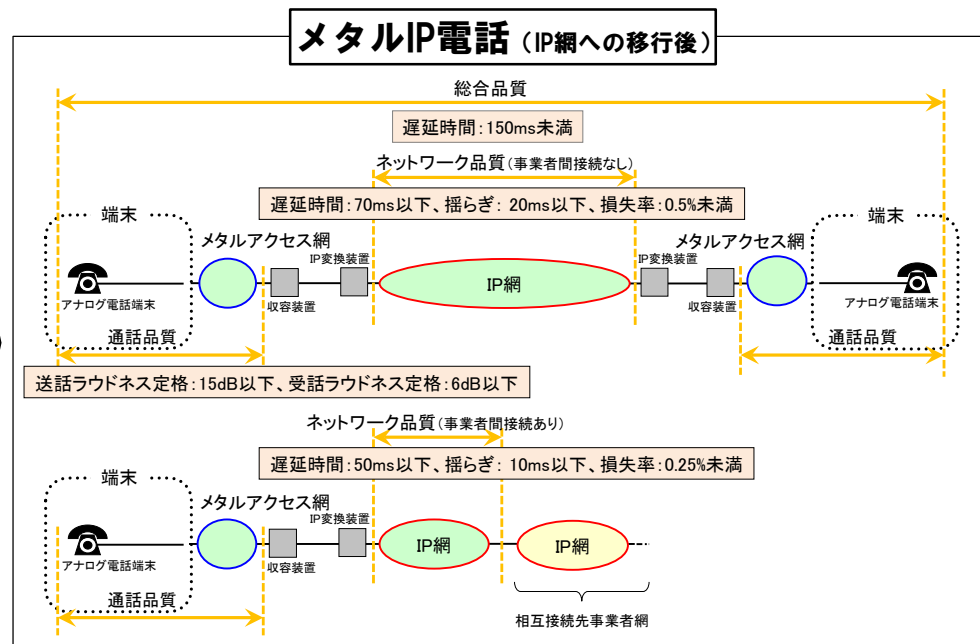 メタルIP電話（IP網への移行後）
総合品質
遅延時間：150ms未満
ネットワーク品質（事業者間接続なし）
遅延時間：70ms以下、揺らぎ：20ms以下、損失率：0.5%未満
端末
端末
メタルアクセス網
メタルアクセス網
IP変換装置
IP変換装置
IP網
アナログ電話端末
収容装置
収容装置
アナログ電話端末
通話品質
通話品質
送話ラウドネス定格：15dB以下、受話ラウドネス定格：6dB以下
ネットワーク品質（事業者間接続あり）
遅延時間：50ms以下、揺らぎ：10ms以下、損失率：0.25%未満
端末
メタルアクセス網
IP変換装置
IP網
IP網
アナログ電話端末
収容装置
通話品質
相互接続先事業者網